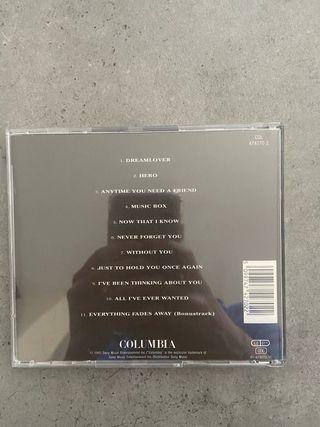 COL
474270 2
1. DREAMLOVER
2. HERO
3. ANYTIME YOU NEED A FRIEND
4. MUSIC BOX
5. NOW THAT I KNOW
6. NEVER FORGET YOU
7. WITHOUT YOU
8. JUST TO HOLD YOU ONCE AGAIN
9. I'VE BEEN THINKING ABOUT YOU
10. ALL I'VE EVER WANTED
11. EVERYTHING FADES AWAY (Bonustrack)
COLUMBIA